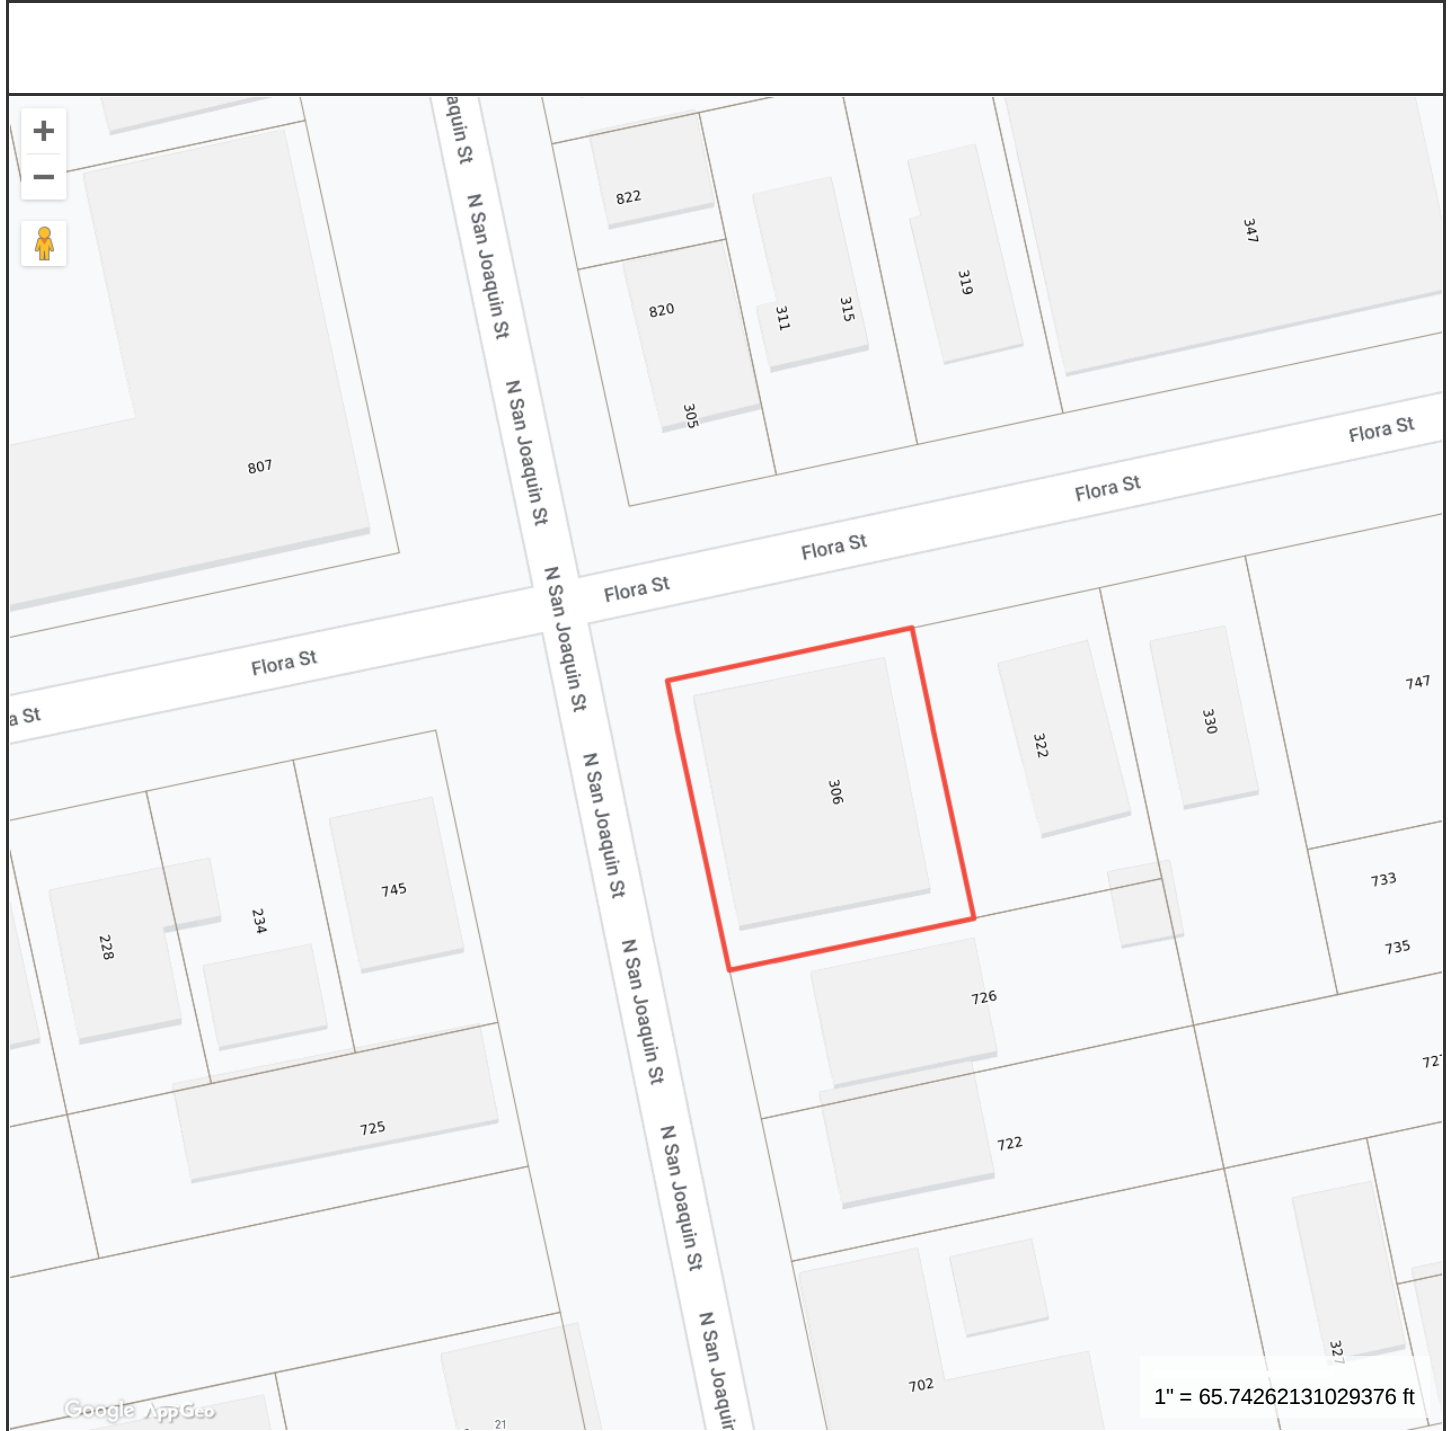 +
−
aquin St
N San Joaquin St
822
347
319
820
311
315
305
N San Joaquin St
807
Flora St
Flora St
Flora St
Flora St
N San Joaquin St
Flora St
a St
747
330
322
306
N San Joaquin St
745
733
234
228
735
N San Joaquin St
726
727
725
722
N San Joaquin St
327
702
N San Joaquin
1" = 65.74262131029376 ft
Google AppGeo
21